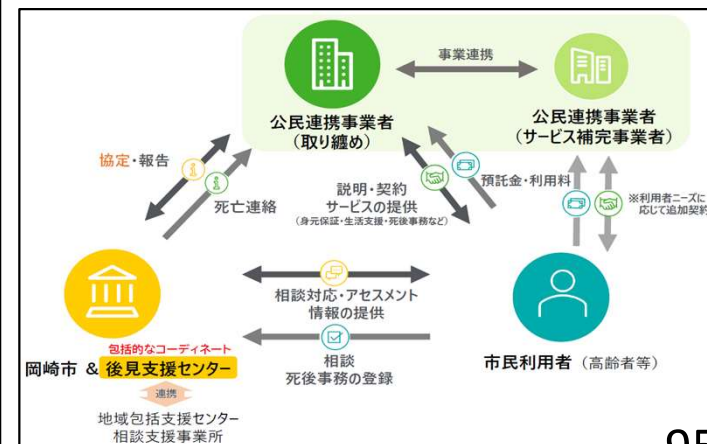 事業連携
公民連携事業者
(取り纏め)
公民連携事業者
(サービス補完事業者)
協定・報告
死亡連絡
説明・契約
サービスの提供
(身元保証・生活支援・死後事務など)
預託金・利用料
※利用者ニーズに
応じて追加契約
相談対応・アセスメント
情報の提供
包括的なコーディネート
岡崎市 & 後見支援センター
相談
死後事務の登録
市民利用者 (高齢者等)
連携
地域包括支援センター
相談支援事業所